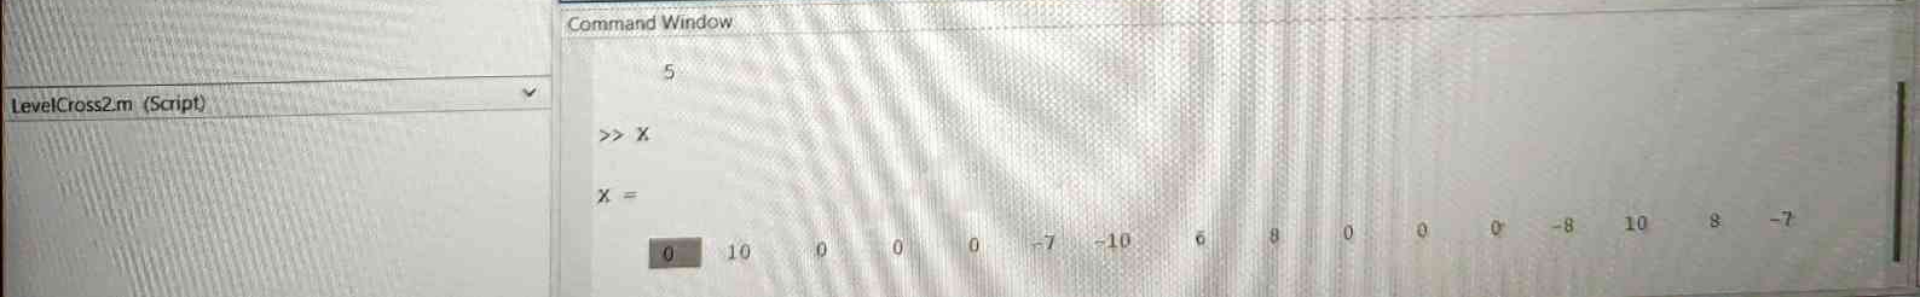 Command Window
5
LevelCross2.m (Script)
>> X
X =
0 10 0 0 0 -7 -10 6 8 0 0 0 -8 10 8 -7